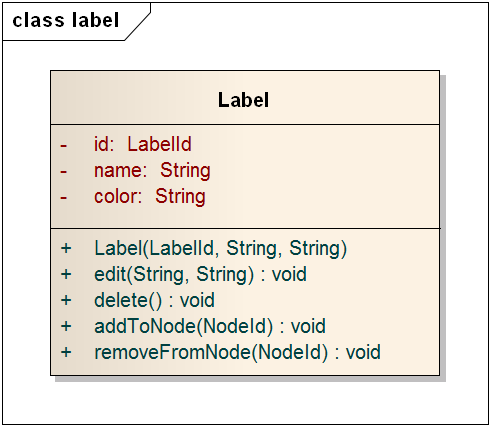 class label
Label
- id: LabelId
- name: String
- color: String
+ Label(LabelId, String, String)
+ edit(String, String) : void
+ delete() : void
+ addToNode(NodeId) : void
+ removeFromNode(NodeId) : void